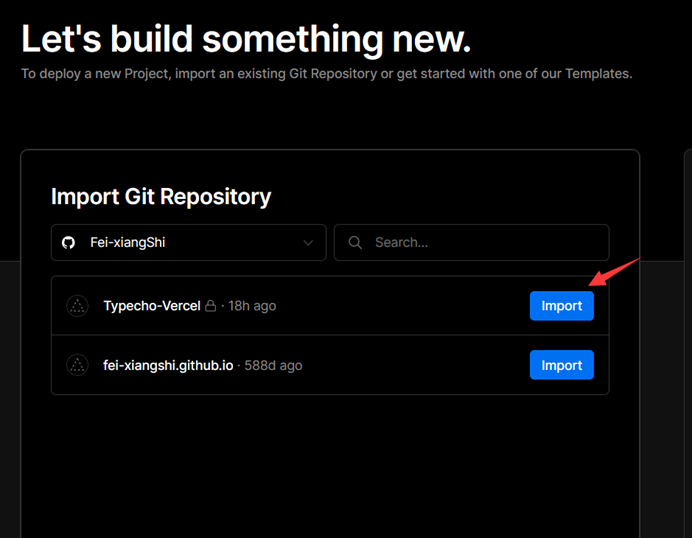 Let's build something new.
To deploy a new Project, import an existing Git Repository or get started with one of our Templates.
Import Git Repository
Fei-xiangShi
Search...
Typecho-Vercel · 18h ago
Import
fei-xiangshi.github.io · 588d ago
Import